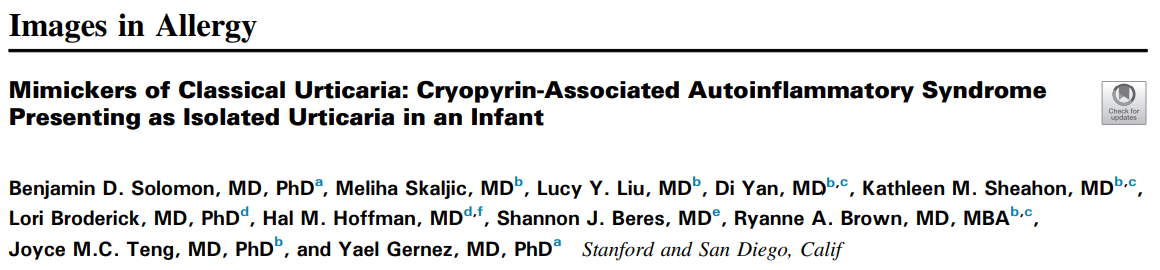 Images in Allergy
Mimickers of Classical Urticaria: Cryopyrin-Associated Autoinflammatory Syndrome
Presenting as Isolated Urticaria in an Infant
Check for
updates
Benjamin D. Solomon, MD, PhDa, Meliha Skaljic, MDb, Lucy Y. Liu, MDb, Di Yan, MDb,c, Kathleen M. Sheahon, MDb,c,
Lori Broderick, MD, PhDd, Hal M. Hoffman, MDd,f, Shannon J. Beres, MDe, Ryanne A. Brown, MD, MBAb,c,
Joyce M.C. Teng, MD, PhDb, and Yael Gernez, MD, PhDa Stanford and San Diego, Calif